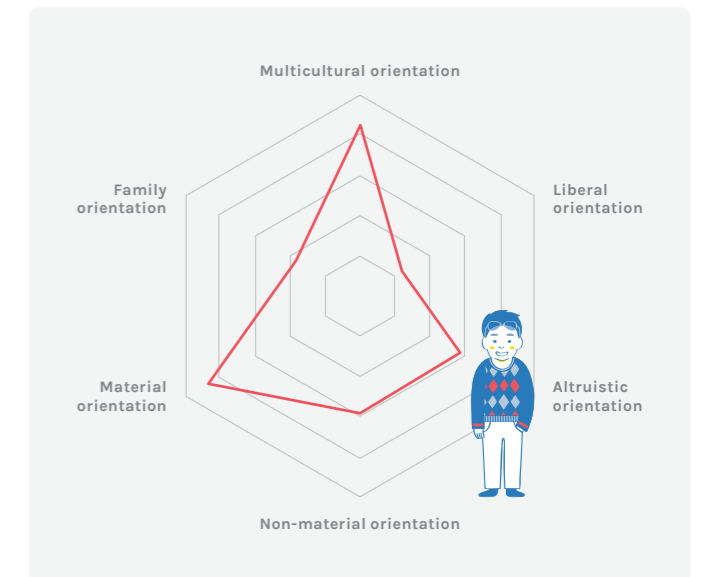 Multicultural orientation
Family
orientation
Liberal
orientation
Material
orientation
Altruistic
orientation
Non-material orientation